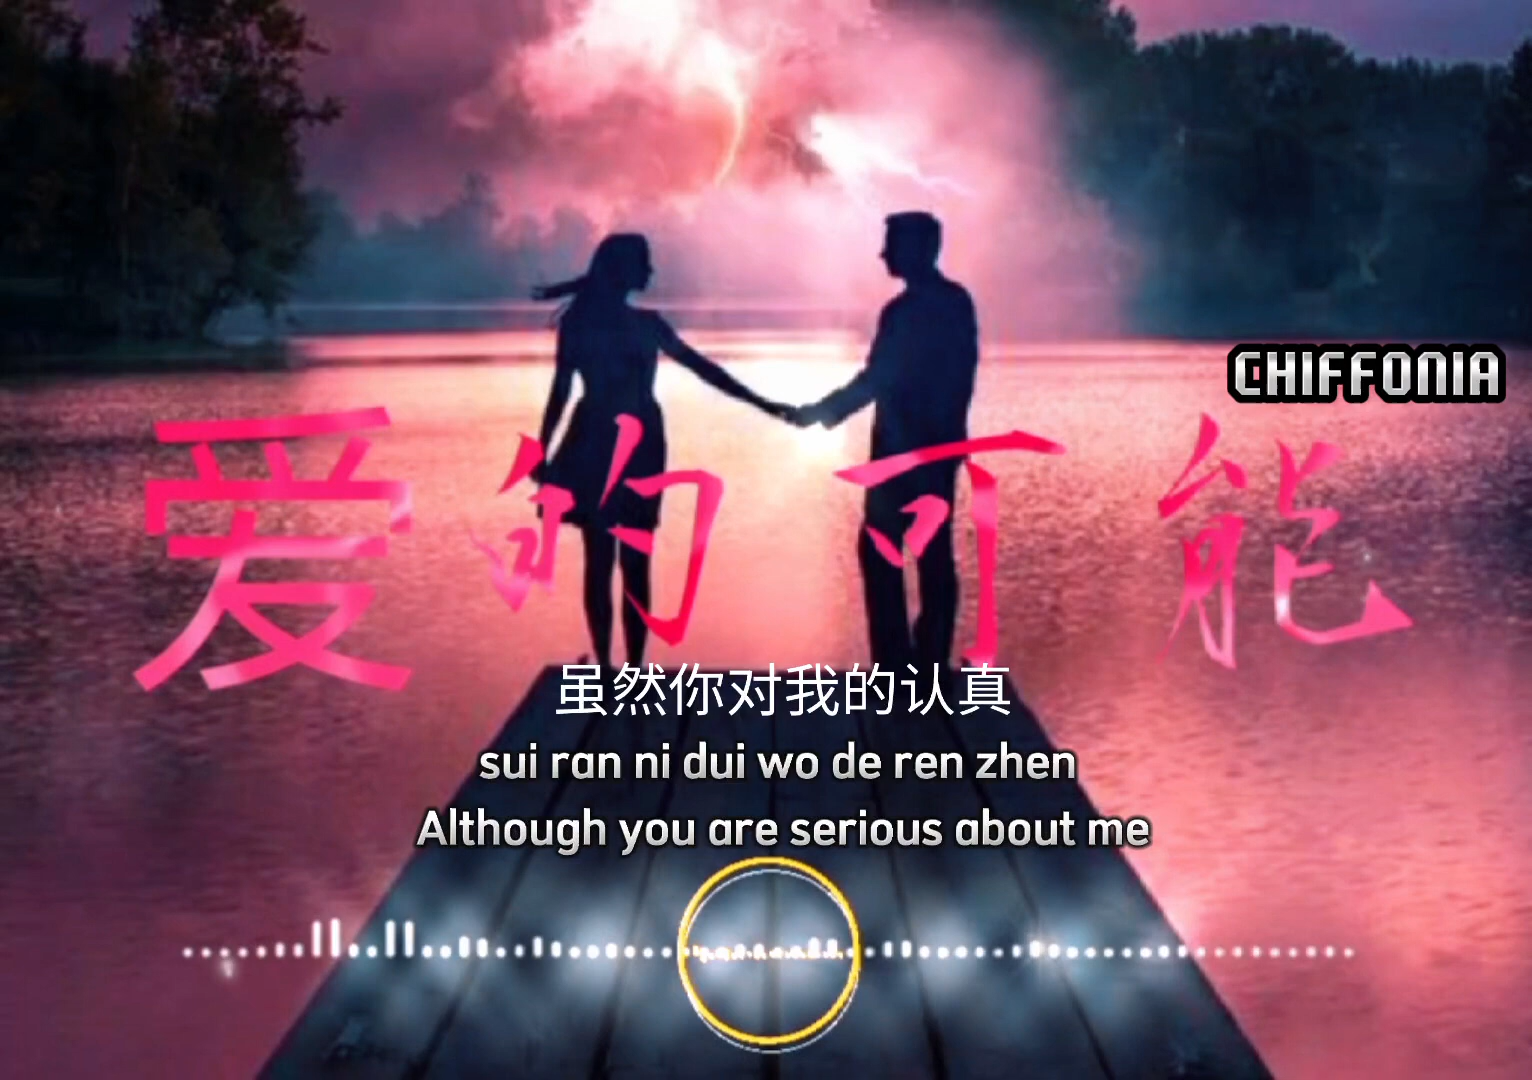 CHIFFONIA
爱的可能
虽然你对我的认真
sui ran ni dui wo de ren zhen
Although you are serious about me